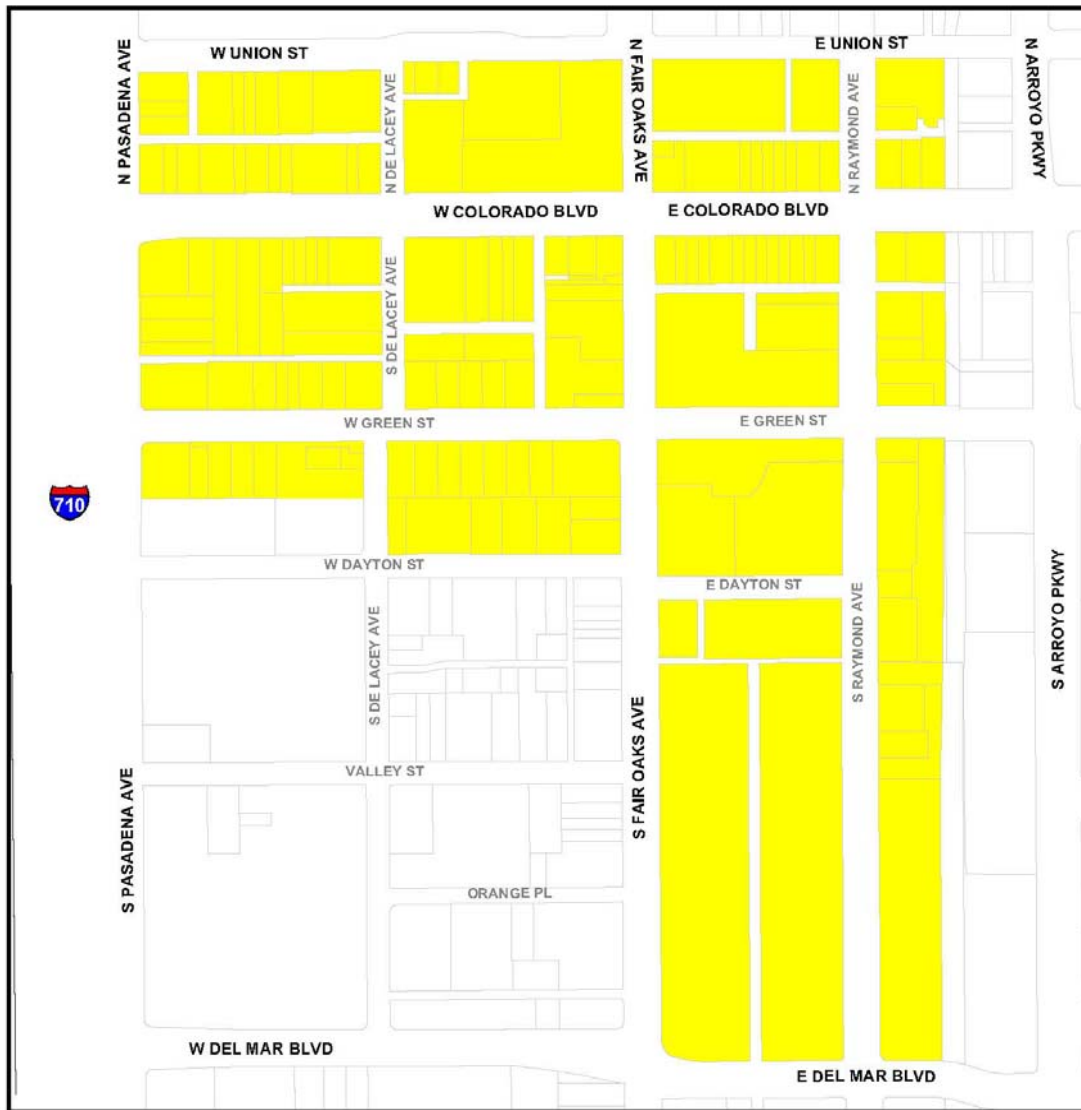 W UNION ST
E UNION ST
N PASADENA AVE
N DE LACEY AVE
N FAIR OAKS AVE
N RAYMOND AVE
N ARROYO PKWY
W COLORADO BLVD
E COLORADO BLVD
S DE LACEY AVE
W GREEN ST
E GREEN ST
710
W DAYTON ST
E DAYTON ST
S DE LACEY AVE
S RAYMOND AVE
S ARROYO PKWY
S FAIR OAKS AVE
VALLEY ST
S PASADENA AVE
ORANGE PL
W DEL MAR BLVD
E DEL MAR BLVD